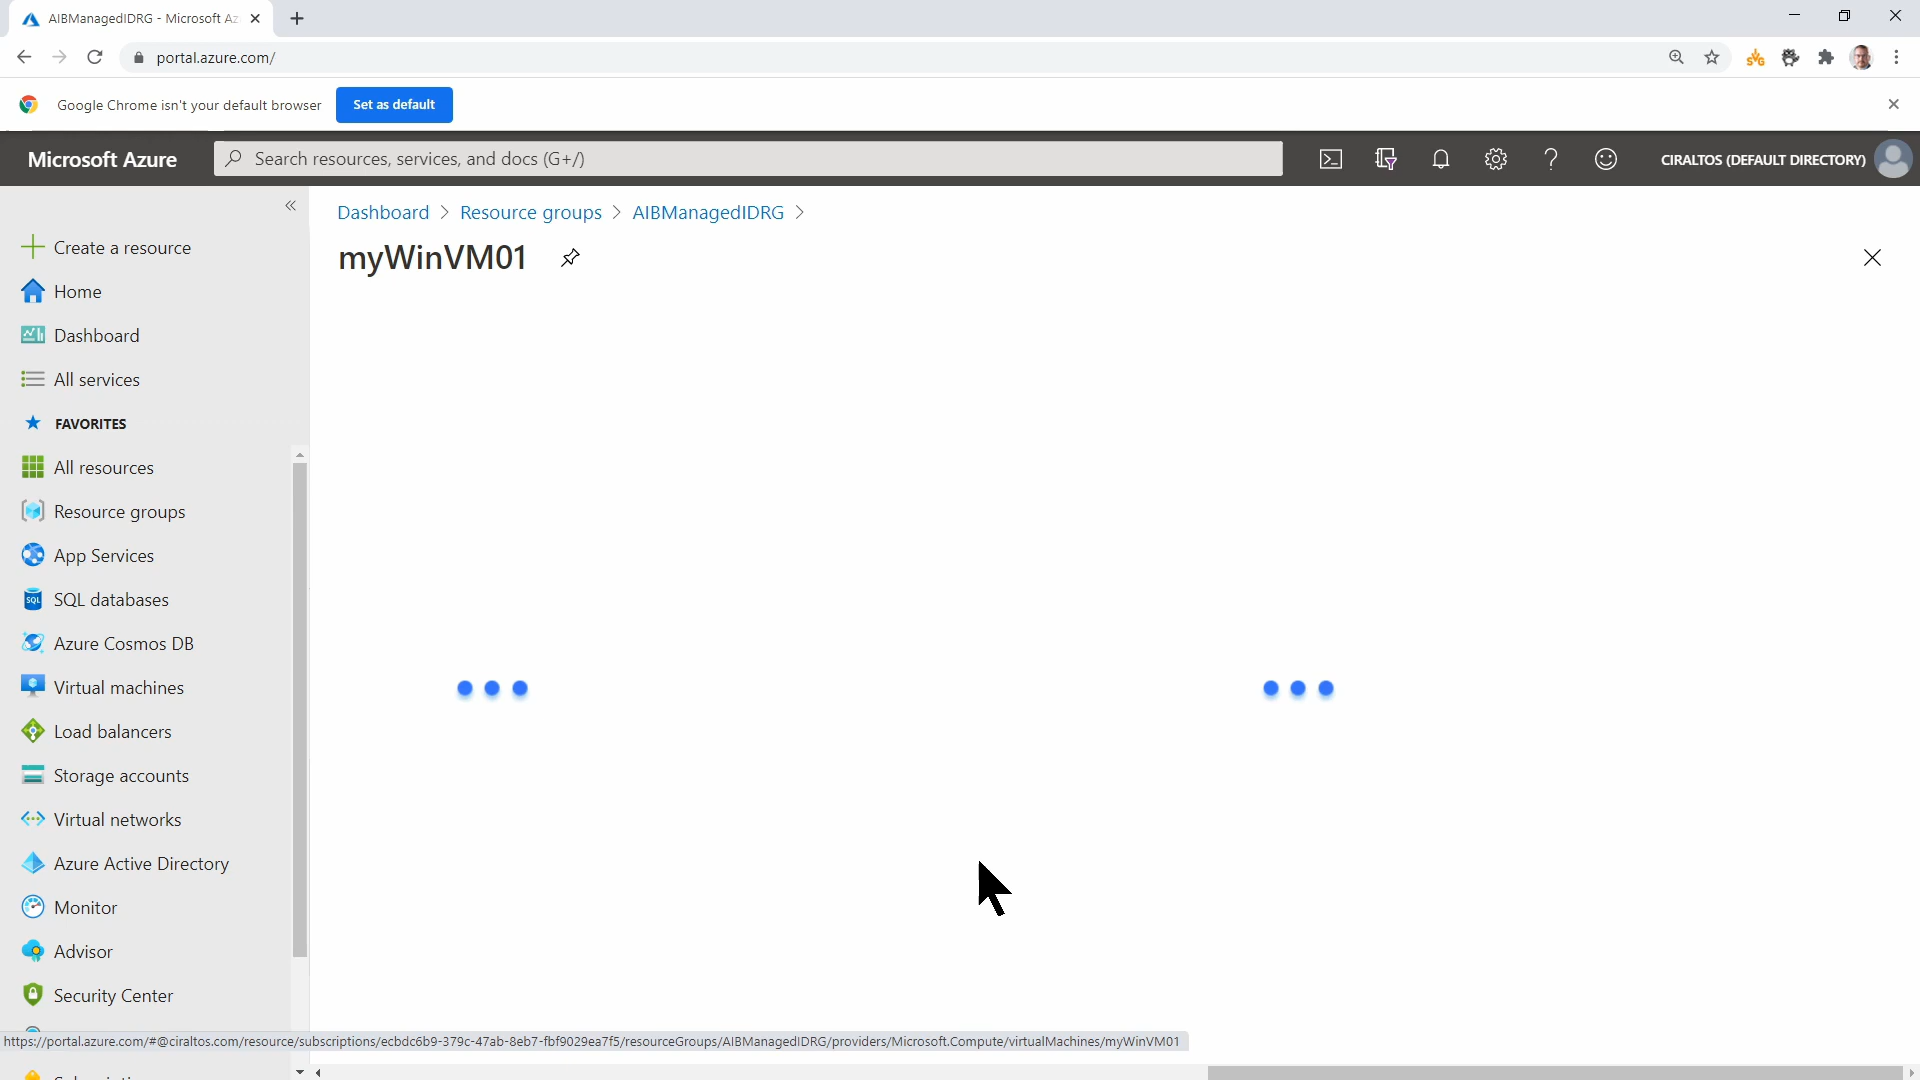 AIBManagedIDRG - Microsoft Az
portal.azure.com/
Google Chrome isn't your default browser
Set as default
Microsoft Azure
Search resources, services, and docs (G+/)
CIRALTOS (DEFAULT DIRECTORY)
Dashboard > Resource groups > AIBManagedIDRG >
myWinVM01
Create a resource
Home
Dashboard
All services
FAVORITES
All resources
Resource groups
App Services
SQL databases
Azure Cosmos DB
Virtual machines
Load balancers
Storage accounts
Virtual networks
Azure Active Directory
Monitor
Advisor
Security Center
https://portal.azure.com/#@ciraltos.com/resource/subscriptions/ecbdc6b9-379c-47ab-8eb7-fbf9029ea7f5/resourceGroups/AIBManagedIDRG/providers/Microsoft.Compute/virtualMachines/myWinVM01